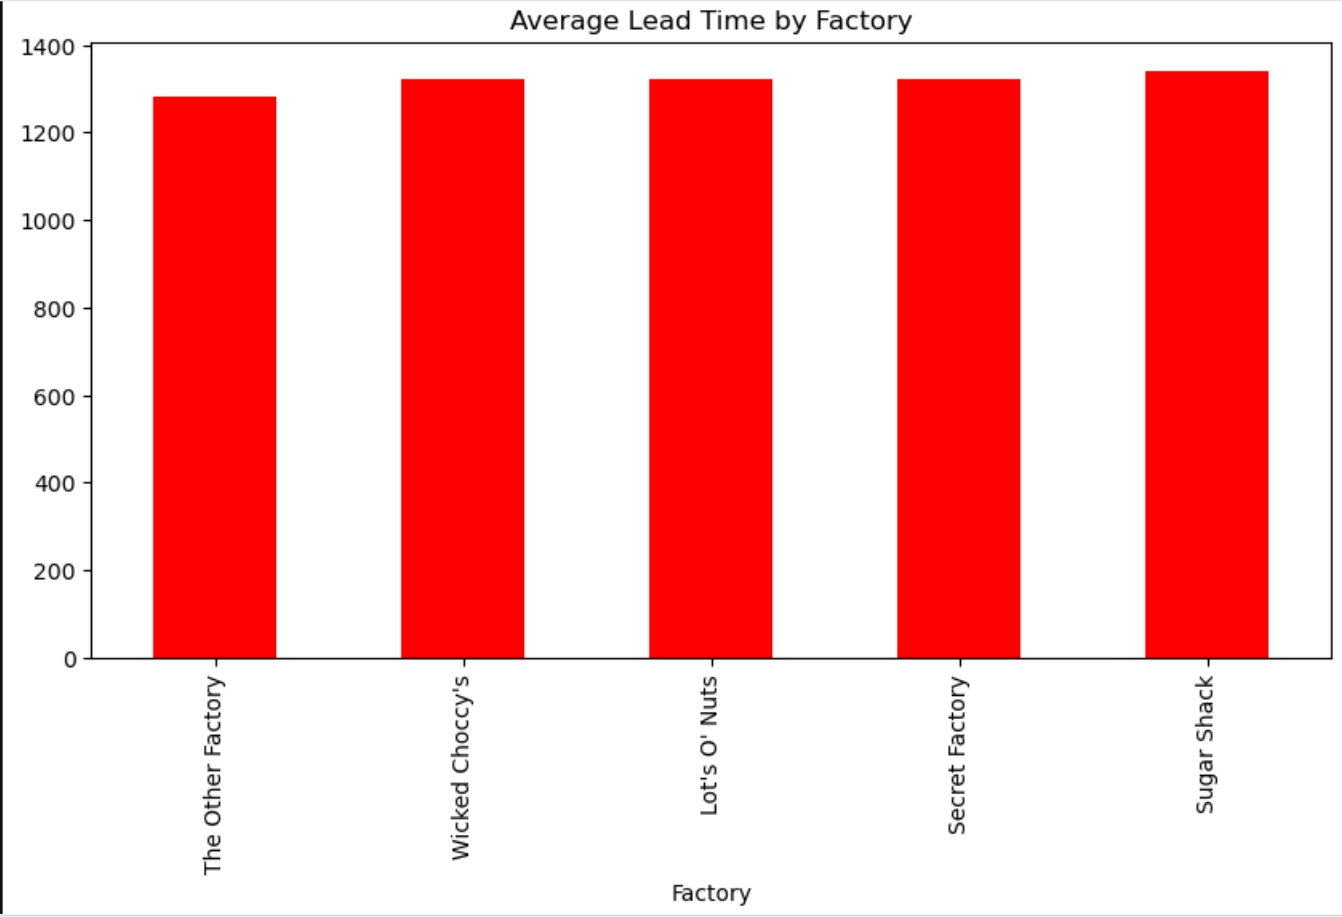 Average Lead Time by Factory
1400
1200
1000
800
600
400
200
0
The Other Factory
Wicked Choccy's
Lot's O' Nuts
Secret Factory
Sugar Shack
Factory